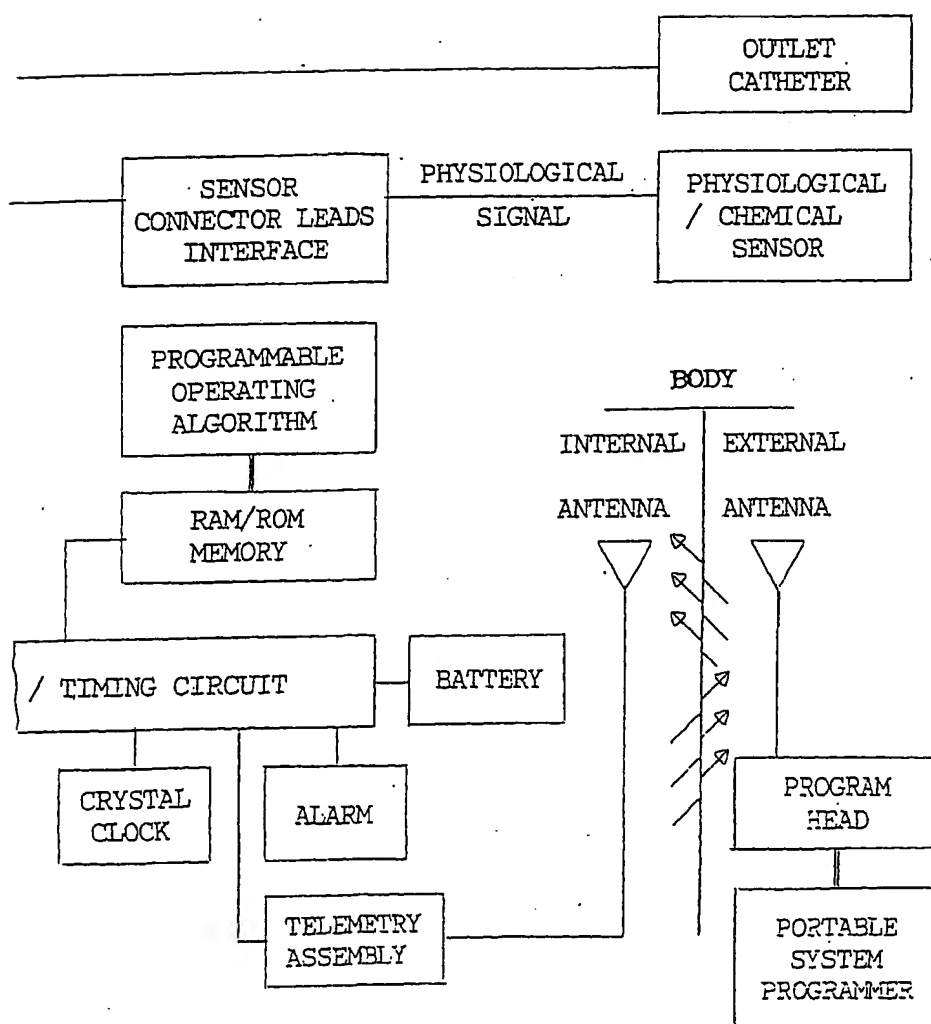 OUTLET
CATHETER
SENSOR
CONNECTOR LEADS
INTERFACE
PHYSIOLOGICAL
SIGNAL
PHYSIOLOGICAL
/ CHEMICAL
SENSOR
PROGRAMMABLE
OPERATING
ALGORITHM
BODY
INTERNAL
EXTERNAL
ANTENNA
ANTENNA
RAM/ROM
MEMORY
/ TIMING CIRCUIT
BATTERY
CRYSTAL
CLOCK
ALARM
PROGRAM
HEAD
TELEMETRY
ASSEMBLY
PORTABLE
SYSTEM
PROGRAMMER